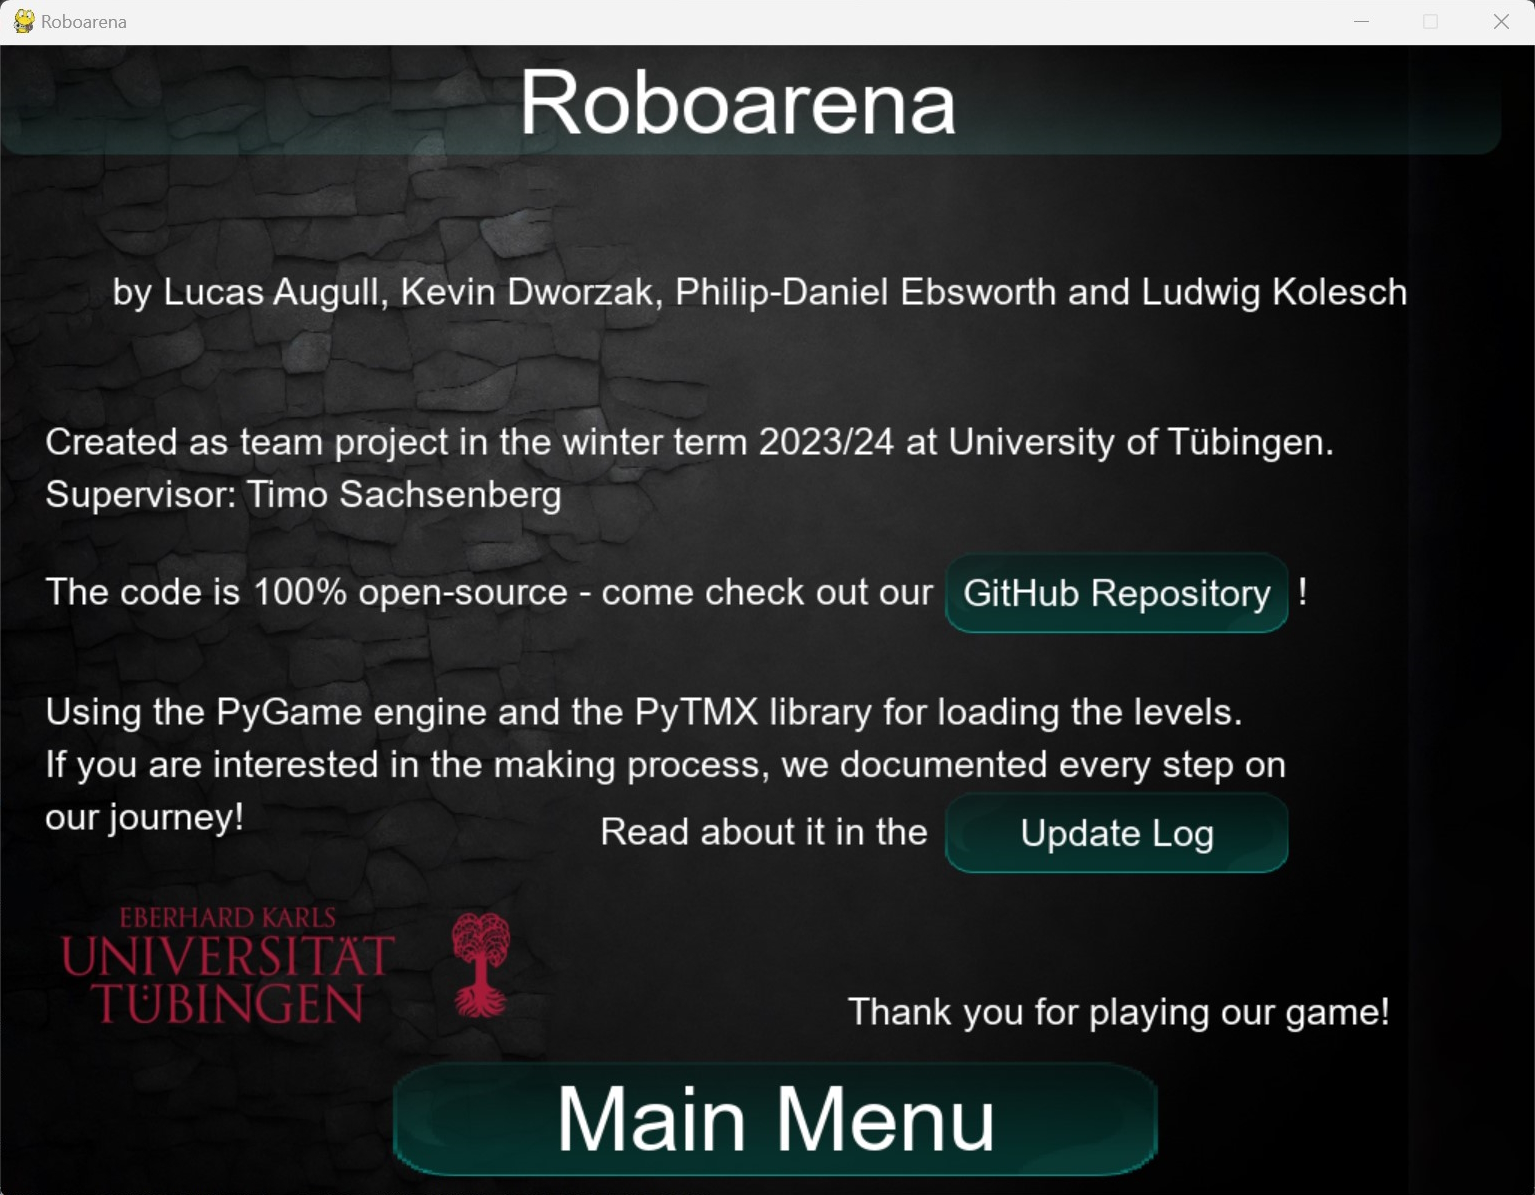 Roboarena
Roboarena
by Lucas Augull, Kevin Dworzak, Philip-Daniel Ebsworth and Ludwig Kolesch
Created as team project in the winter term 2023/24 at University of Tübingen.
Supervisor: Timo Sachsenberg
The code is 100% open-source - come check out our GitHub Repository !
Using the PyGame engine and the PyTMX library for loading the levels.
If you are interested in the making process, we documented every step on
our journey!
Read about it in the Update Log
EBERHARD KARLS
UNIVERSITÄT
TÜBINGEN
Thank you for playing our game!
Main Menu